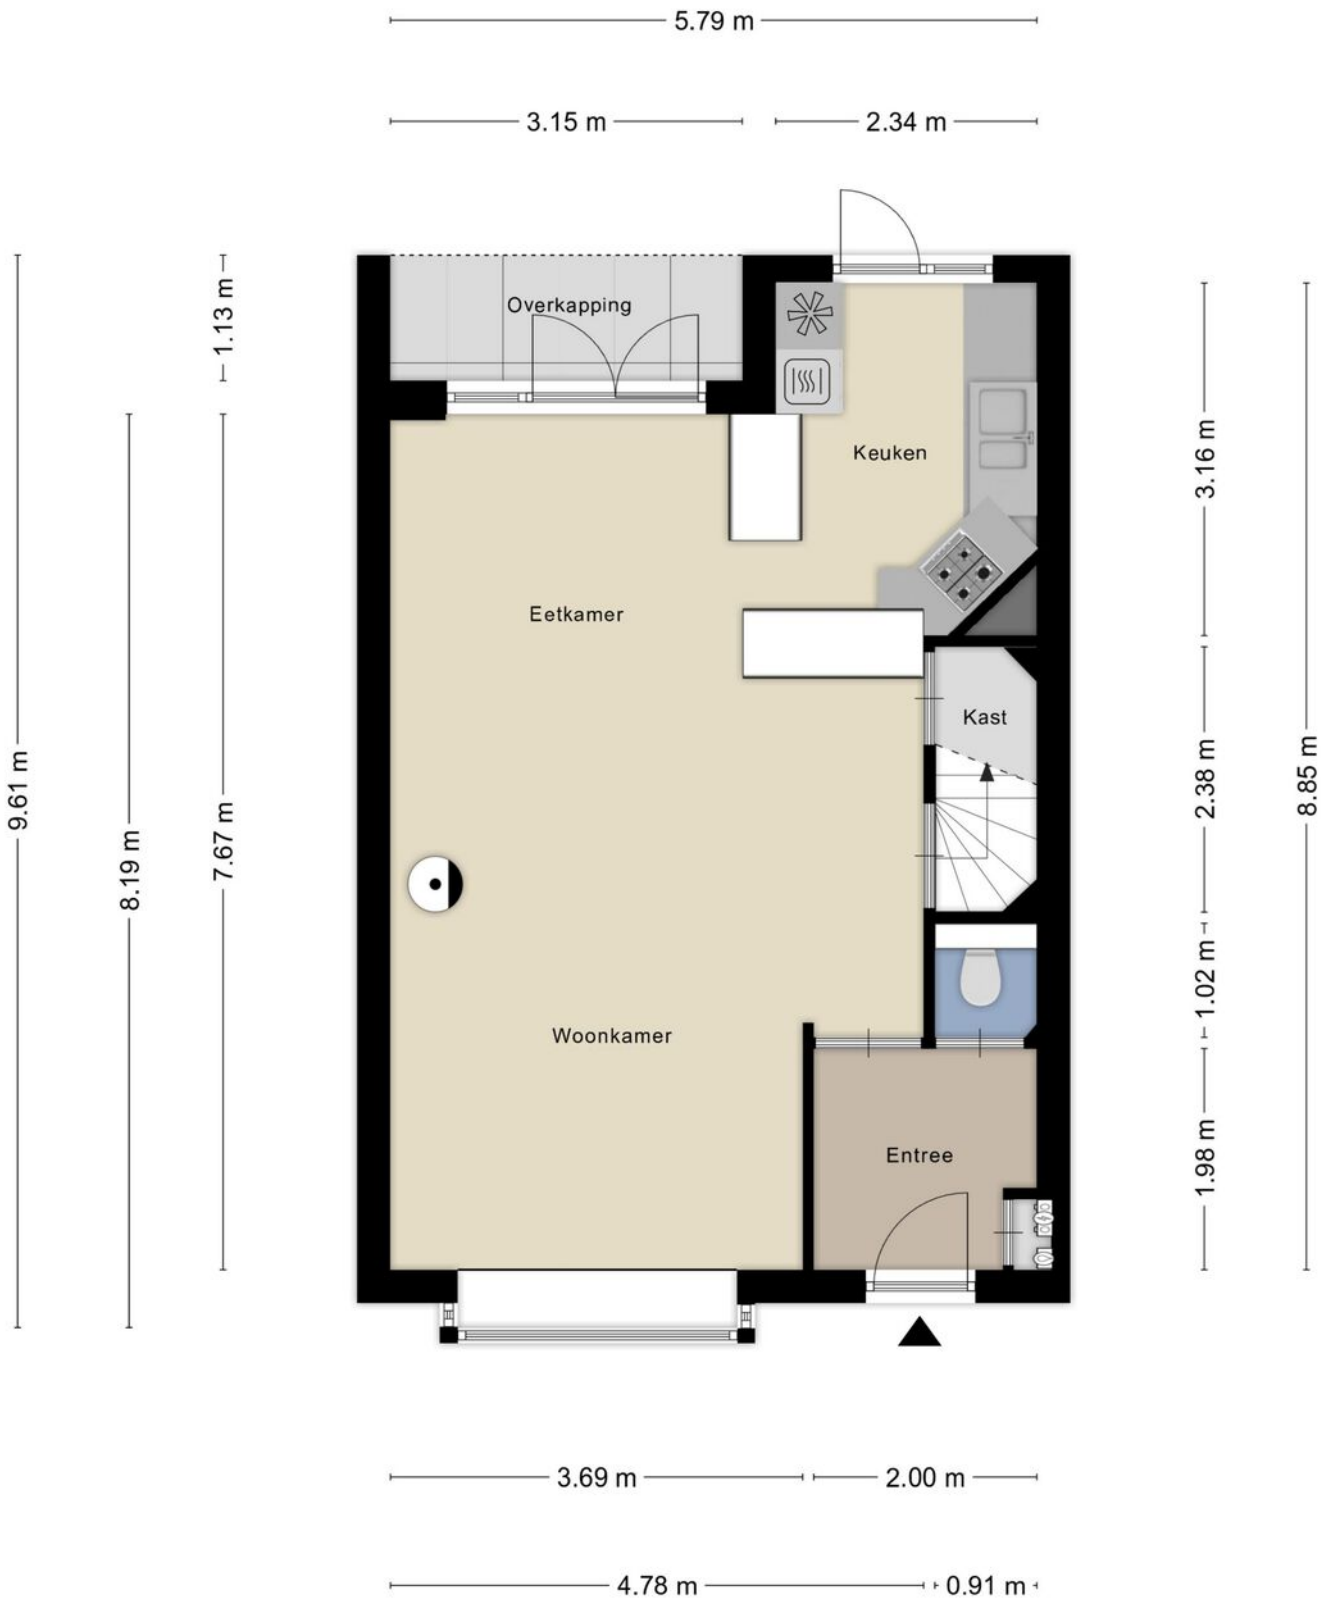 5.79 m
3.15 m
2.34 m
Overkapping
1.13 m
Keuken
3.16 m
Eetkamer
Kast
2.38 m
8.85 m
9.61 m
8.19 m
7.67 m
1.02 m
Woonkamer
Entree
1.98 m
3.69 m
2.00 m
4.78 m
0.91 m